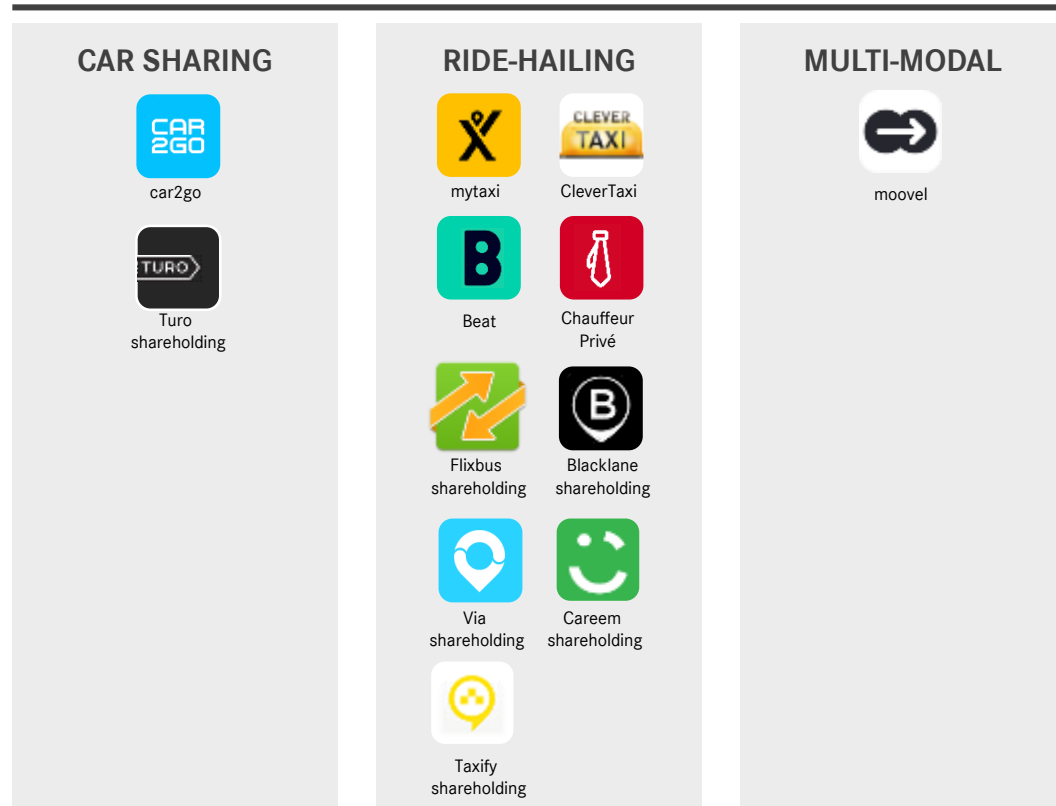 CAR SHARING
CAR
2GO
car2go
TURO
Turo
shareholding
RIDE-HAILING
mytaxi
CLEVER
TAXI
CleverTaxi
B
Beat
Chauffeur
Privé
Flixbus
shareholding
B
Blacklane
shareholding
Via
shareholding
Careem
shareholding
Taxify
shareholding
MULTI-MODAL
moovel